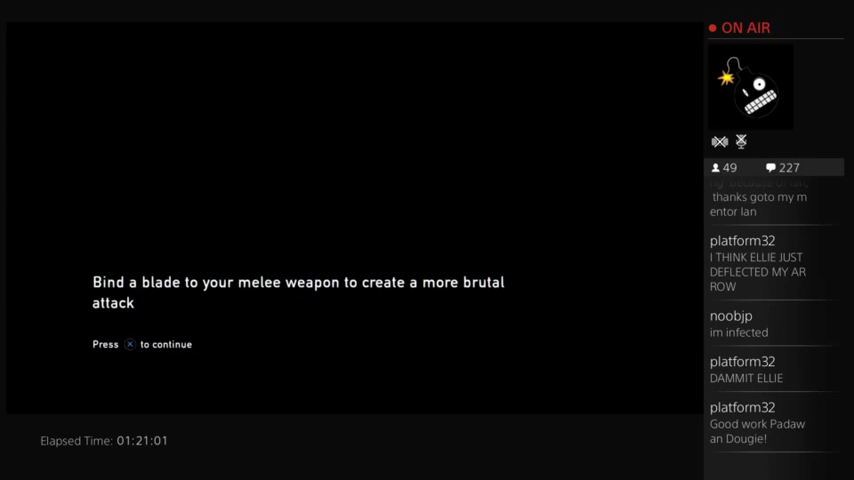 ON AIR
49 227
thanks goto my m
entor Ian
platform32
I THINK ELLIE JUST
DEFLECTED MY AR
ROW
noobjp
im infected
platform32
DAMMIT ELLIE
platform32
Good work Padaw
an Dougie!
Bind a blade to your melee weapon to create a more brutal
attack
Press ✕ to continue
Elapsed Time: 01:21:01